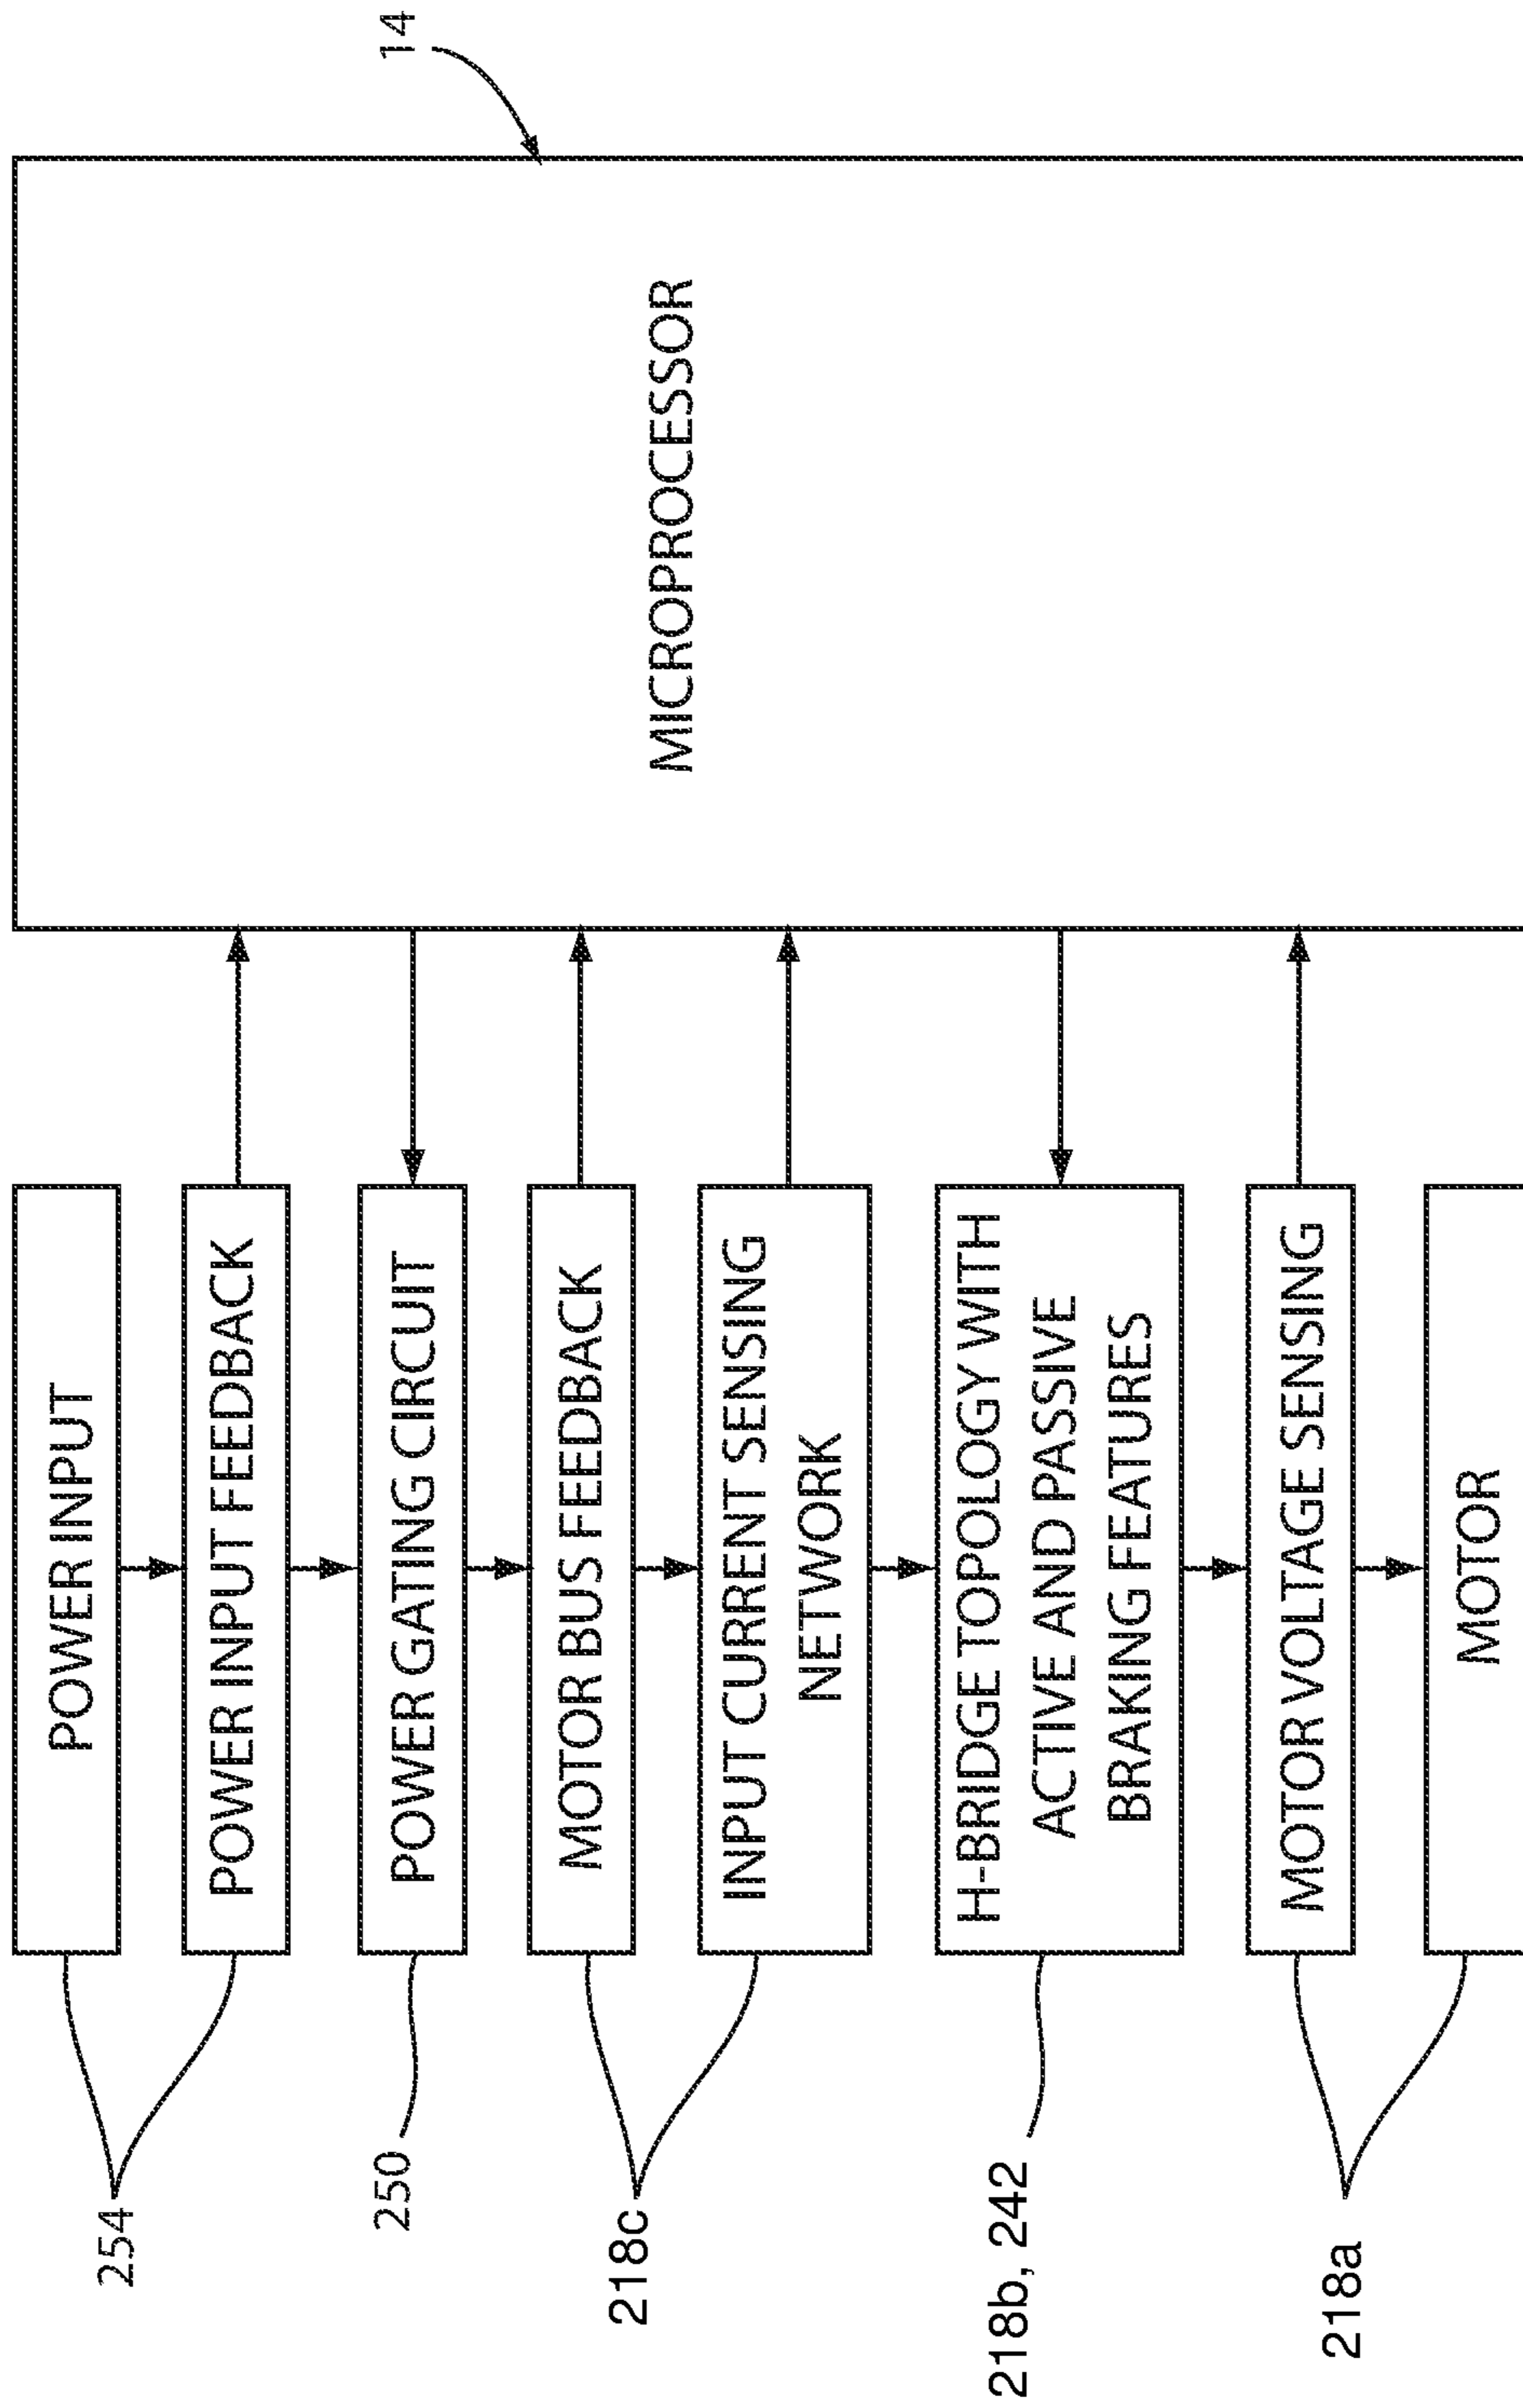 254
POWER INPUT
POWER INPUT FEEDBACK
250
POWER GATING CIRCUIT
218c
MOTOR BUS FEEDBACK
INPUT CURRENT SENSING
NETWORK
218b, 242
H-BRIDGE TOPOLOGY WITH
ACTIVE AND PASSIVE
BRAKING FEATURES
218a
MOTOR VOLTAGE SENSING
MOTOR
MICROPROCESSOR
14